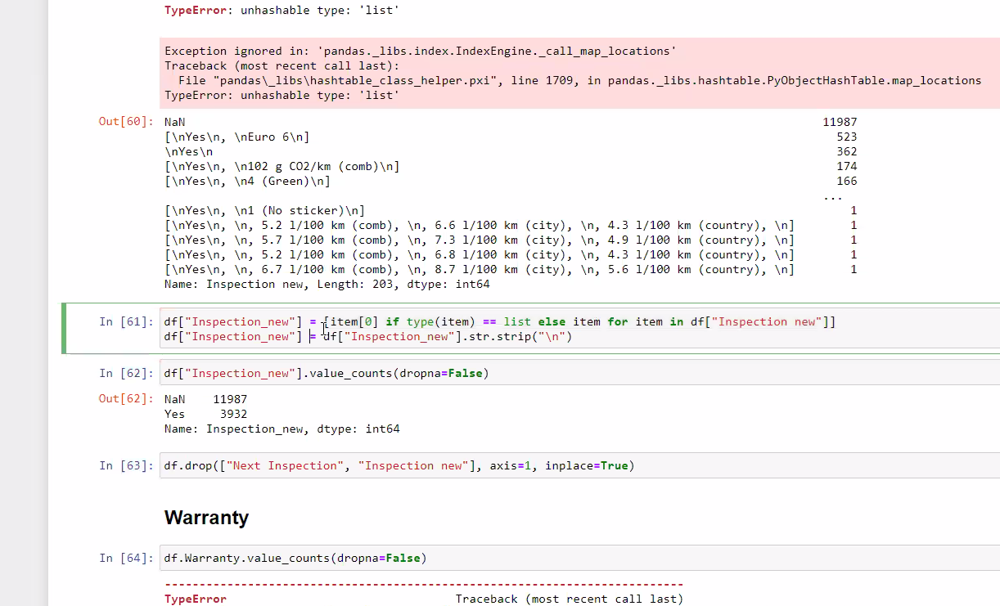 TypeError: unhashable type: 'list'
Exception ignored in: 'pandas._libs.index.IndexEngine._call_map_locations'
Traceback (most recent call last):
  File "pandas\_libs\hashtable_class_helper.pxi", line 1709, in pandas._libs.hashtable.PyObjectHashTable.map_locations
TypeError: unhashable type: 'list'
Out[60]: NaN 11987
[\nYes\n, \nEuro 6\n] 523
\nYes\n 362
[\nYes\n, \n102 g CO2/km (comb)\n] 174
[\nYes\n, \n4 (Green)\n] 166
...
[\nYes\n, \n1 (No sticker)\n] 1
[\nYes\n, \n, 5.2 l/100 km (comb), \n, 6.6 l/100 km (city), \n, 4.3 l/100 km (country), \n] 1
[\nYes\n, \n, 5.7 l/100 km (comb), \n, 7.3 l/100 km (city), \n, 4.9 l/100 km (country), \n] 1
[\nYes\n, \n, 5.2 l/100 km (comb), \n, 6.8 l/100 km (city), \n, 4.3 l/100 km (country), \n] 1
[\nYes\n, \n, 6.7 l/100 km (comb), \n, 8.7 l/100 km (city), \n, 5.6 l/100 km (country), \n] 1
Name: Inspection new, Length: 203, dtype: int64
In [61]: df["Inspection_new"] = [item[0] if type(item) == list else item for item in df["Inspection new"]]
df["Inspection_new"] = df["Inspection_new"].str.strip("\n")
In [62]: df["Inspection_new"].value_counts(dropna=False)
Out[62]: NaN 11987
Yes 3932
Name: Inspection_new, dtype: int64
In [63]: df.drop(["Next Inspection", "Inspection new"], axis=1, inplace=True)
Warranty
In [64]: df.Warranty.value_counts(dropna=False)
---------------------------------------------------------------------------
TypeError Traceback (most recent call last)